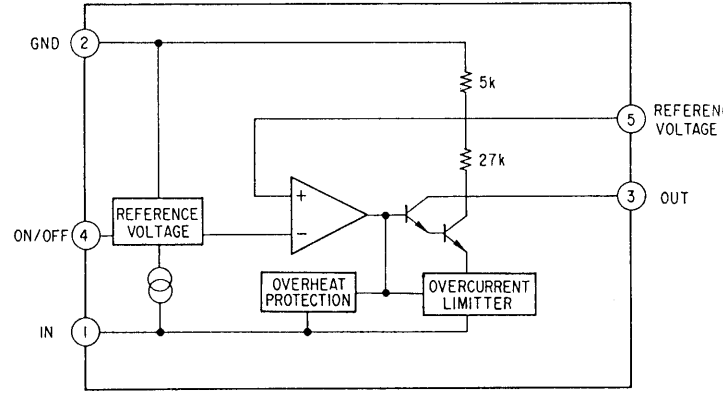 GND 2
5k
5 REFEREN
VOLTAGE
27k
3 OUT
+
REFERENCE
VOLTAGE
ON/OFF 4
−
OVERHEAT
PROTECTION
OVERCURRENT
LIMITTER
IN 1